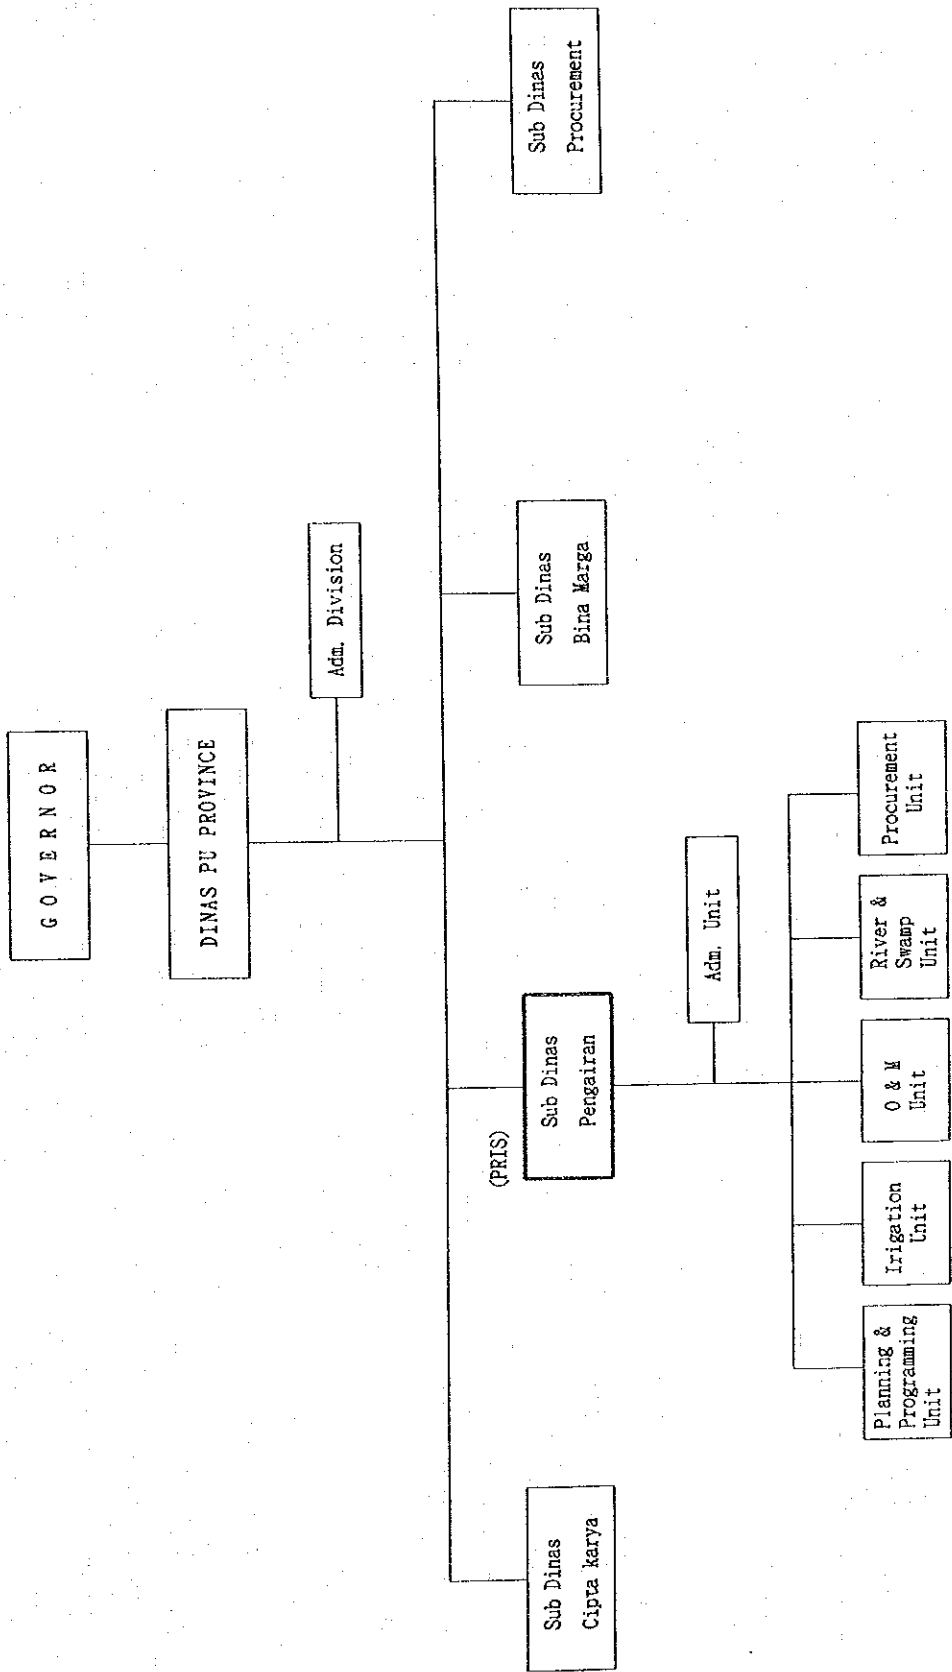 G O V E R N O R
DINAS PU PROVINCE
Adm. Division
Sub Dinas
Cipta karya
(PRIS)
Sub Dinas
Pengairan
Sub Dinas
Bina Marga
Sub Dinas
Procurement
Adm. Unit
Planning &
Programming
Unit
Irigation
Unit
O & M
Unit
River &
Swamp
Unit
Procurement
Unit